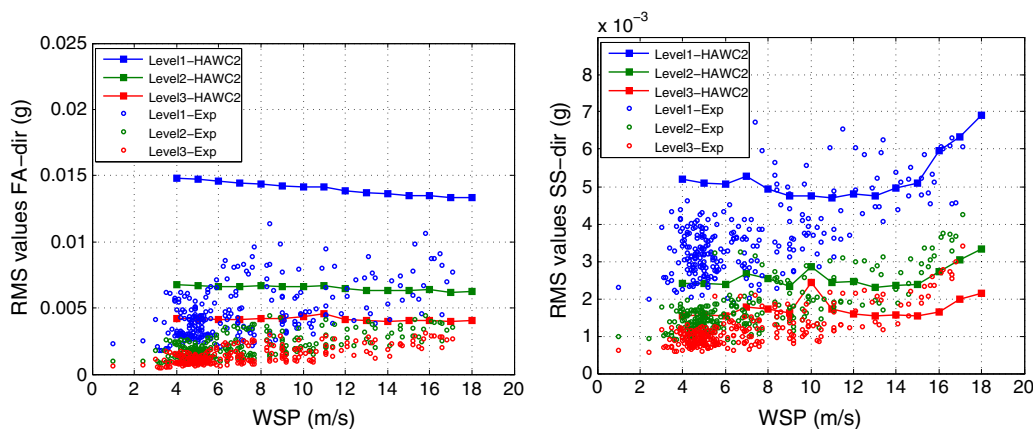 RMS values FA-dir (g)
0.025
0.02
0.015
0.01
0.005
0
Level1-HAWC2
Level2-HAWC2
Level3-HAWC2
Level1-Exp
Level2-Exp
Level3-Exp
0 2 4 6 8 10 12 14 16 18 20
WSP (m/s)
x 10⁻³
RMS values SS-dir (g)
8
7
6
5
4
3
2
1
0
Level1-HAWC2
Level2-HAWC2
Level3-HAWC2
Level1-Exp
Level2-Exp
Level3-Exp
0 2 4 6 8 10 12 14 16 18 20
WSP (m/s)